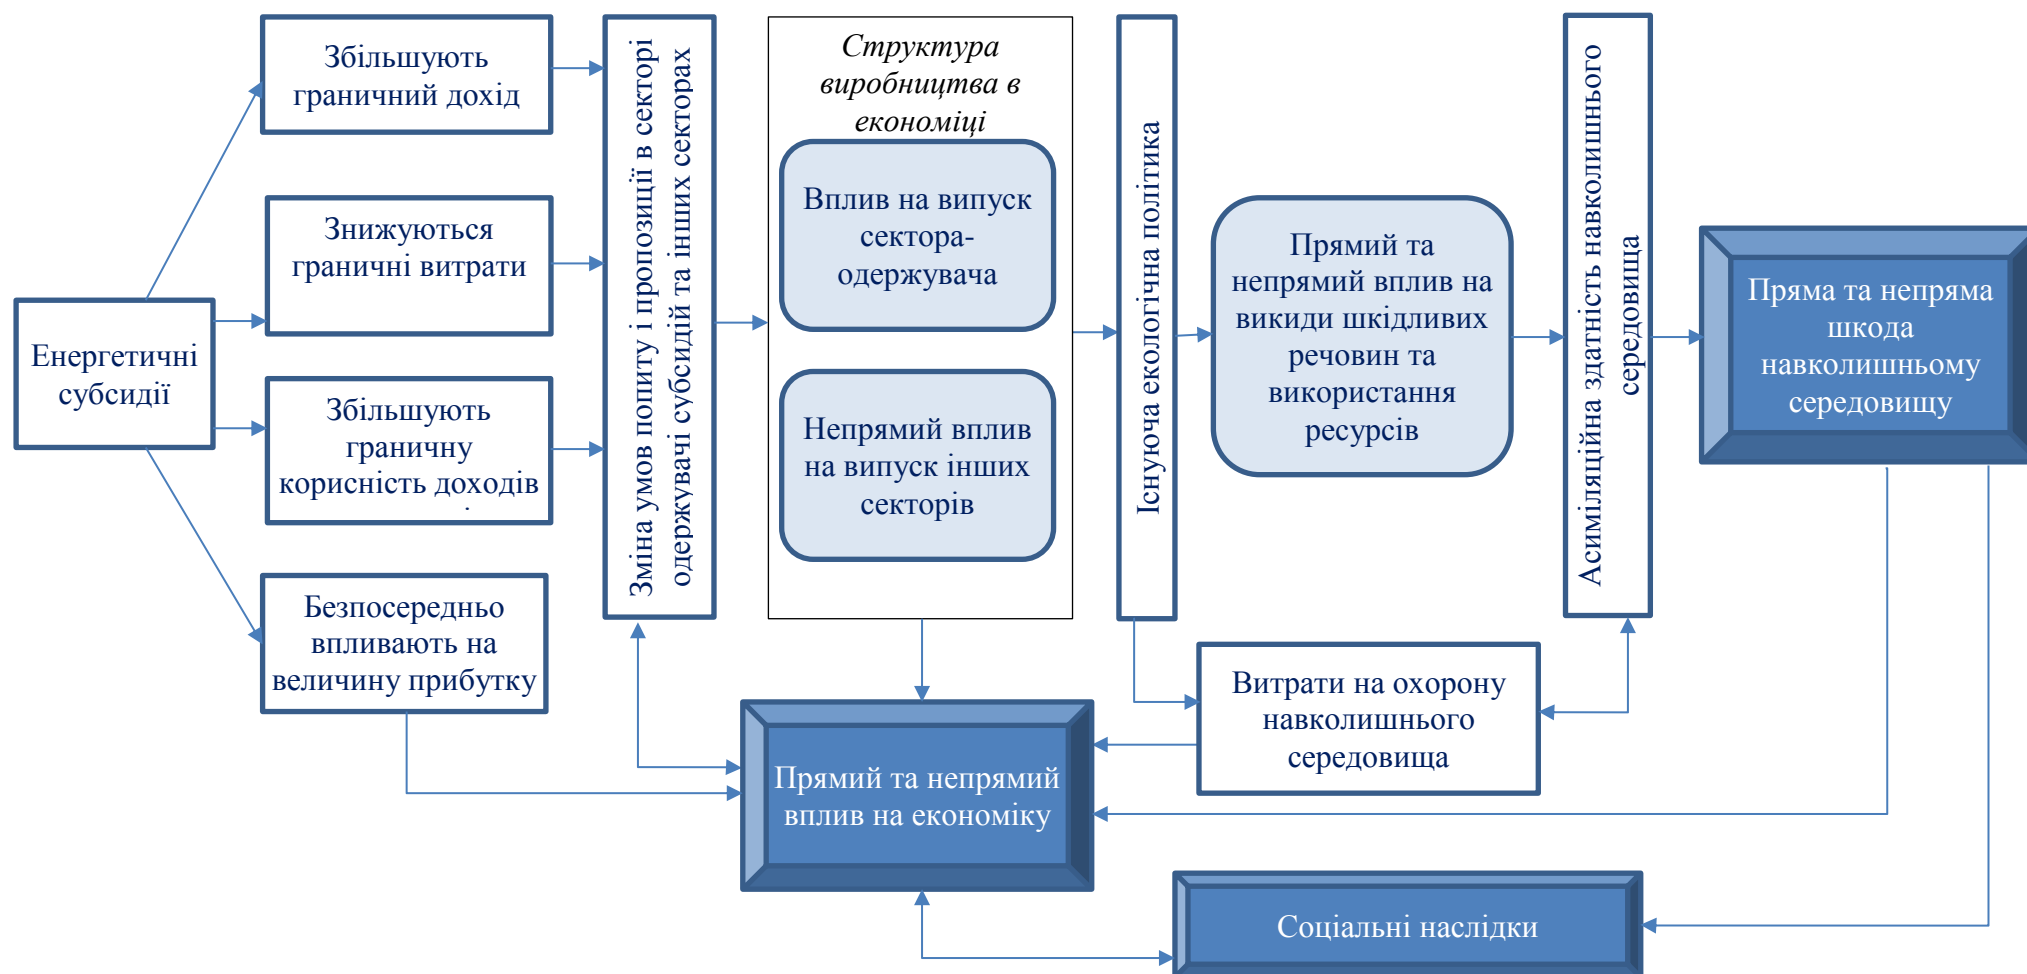 Енергетичні
субсидії
Збільшують
граничний дохід
Знижуються
граничні витрати
Збільшують
граничну
корисність доходів
Безпосередньо
впливають на
величину прибутку
Зміна умов попиту і пропозиції в секторі
одержувачі субсидій та інших секторах
Структура
виробництва в
економіці
Вплив на випуск
сектора-
одержувача
Непрямий вплив
на випуск інших
секторів
Існуюча екологічна політика
Прямий та
непрямий вплив на
викиди шкідливих
речовин та
використання
ресурсів
Асиміляційна здатність навколишнього
середовища
Пряма та непряма
шкода
навколишньому
середовищу
Витрати на охорону
навколишнього
середовища
Прямий та непрямий
вплив на економіку
Соціальні наслідки